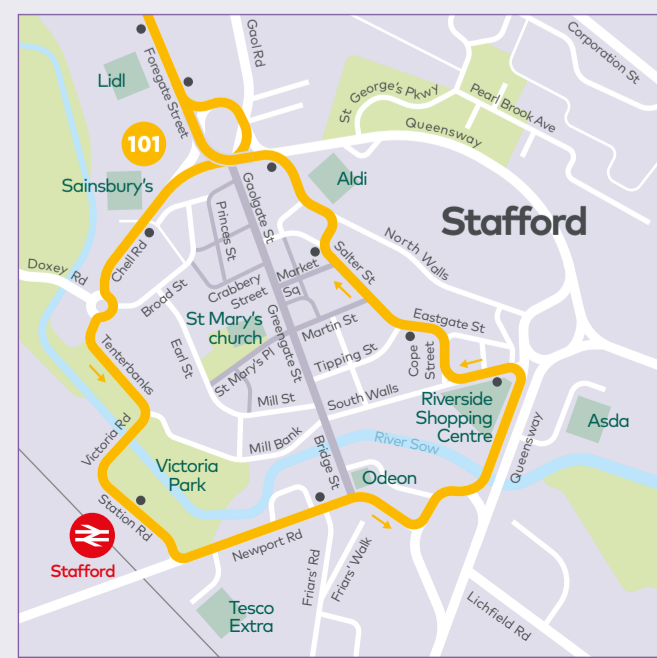 Foregate Street
Gaol Rd
Corporation St
Lidl
St George's Pkwy
Pearl Brook Ave
Queensway
101
Sainsbury's
Aldi
Stafford
Princes St
Gaolgate St
Chell Rd
North Walls
Salter St
Doxey Rd
Broad St
Crabbery
Street
Market
Sq
St Mary's
church
Greengate St
Martin St
Eastgate St
Tenterbanks
Earl St
St Mary's Pl
Tipping St
Cope
Street
Mill St
South Walls
Riverside
Shopping
Centre
Asda
Victoria Rd
Mill Bank
River Sow
Queensway
Bridge St
Victoria
Park
Odeon
Station Rd
Newport Rd
Stafford
Friars' Rd
Friars' Walk
Tesco
Extra
Lichfield Rd